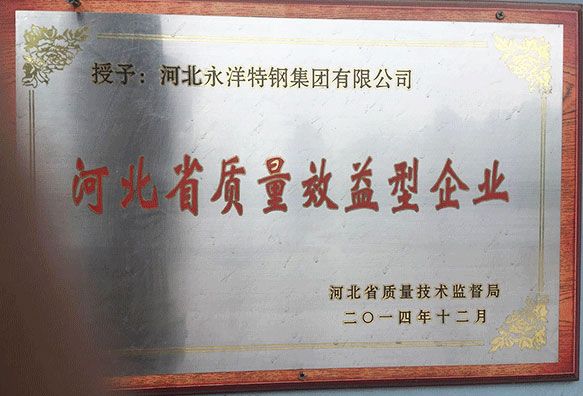 授予：河北永洋特钢集团有限公司
河北省质量效益型企业
河北省质量技术监督局
二〇一四年十二月